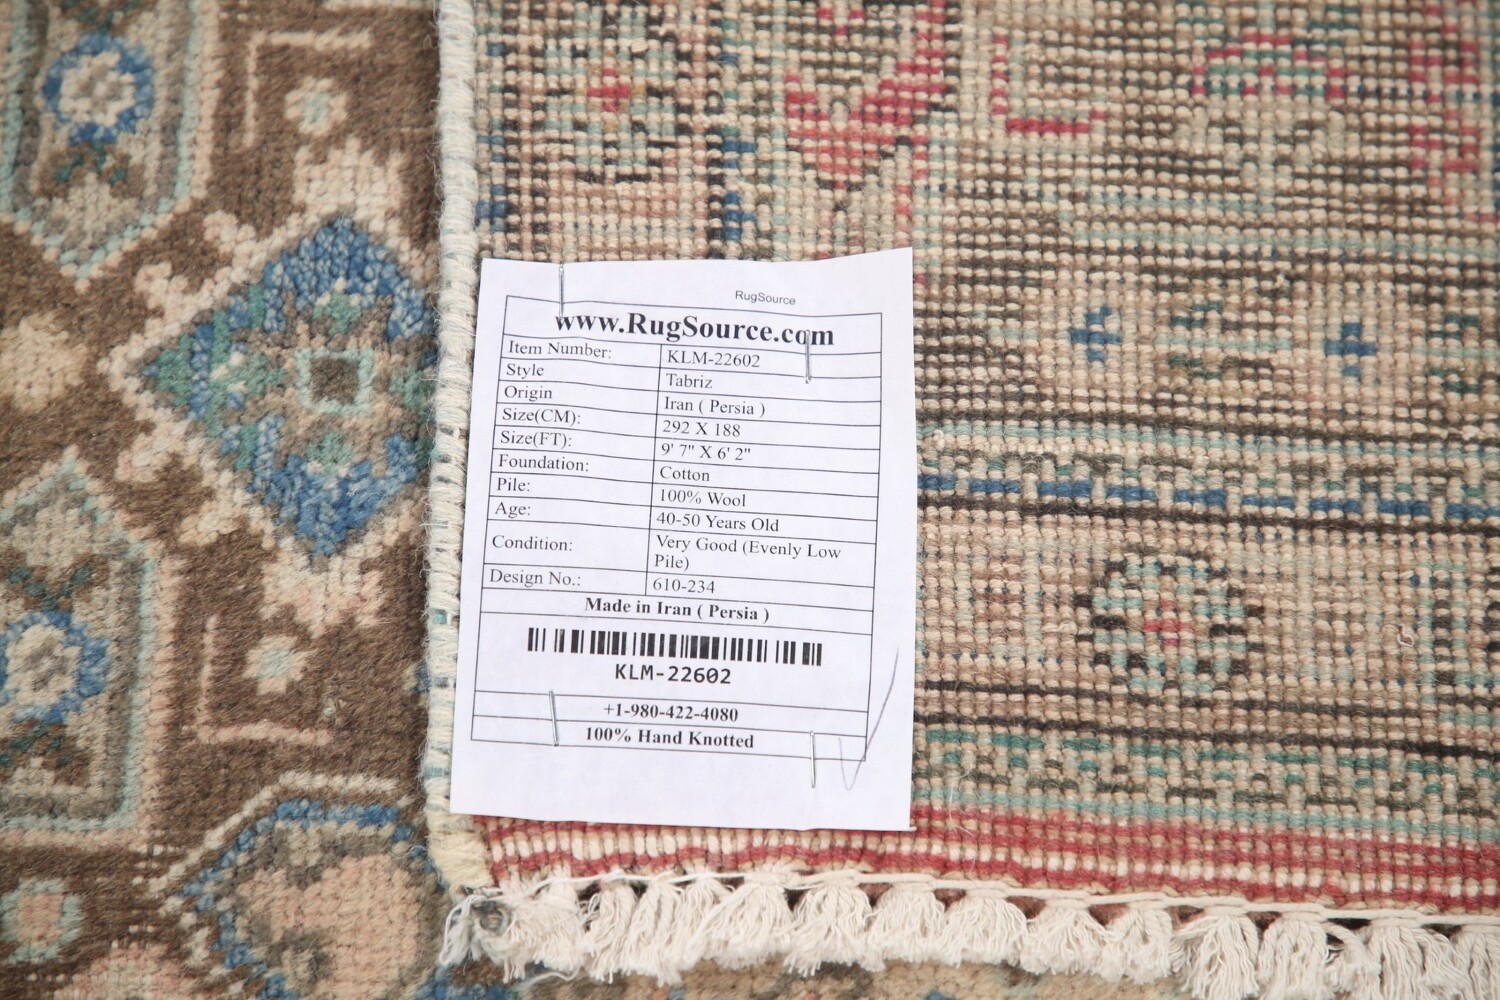 RugSource
www.RugSource.com
Item Number: KLM-22602
Style Tabriz
Origin Iran ( Persia )
Size(CM): 292 X 188
Size(FT): 9' 7" X 6' 2"
Foundation: Cotton
Pile: 100% Wool
Age: 40-50 Years Old
Condition: Very Good (Evenly Low
Pile)
Design No.: 610-234
Made in Iran ( Persia )
KLM-22602
+1-980-422-4080
100% Hand Knotted